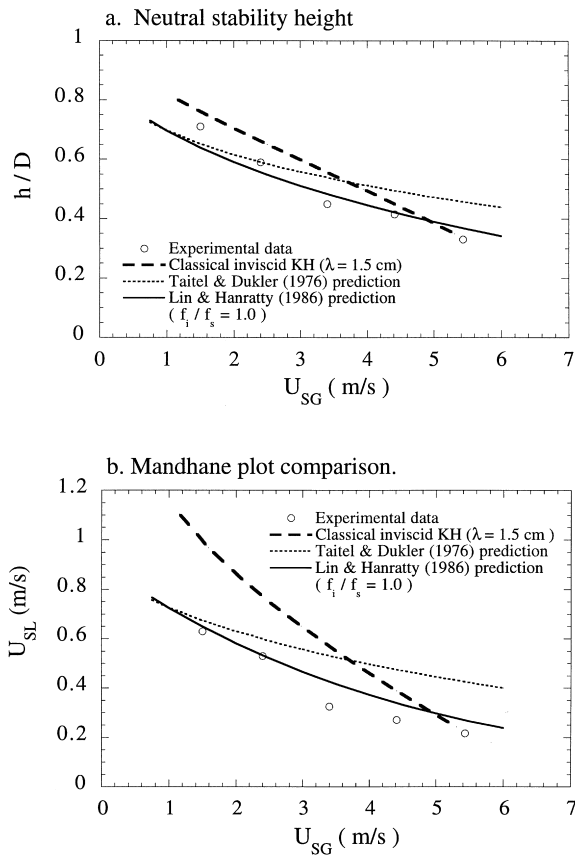 a. Neutral stability height
1
0.8
0.6
0.4
0.2
0
h / D
Experimental data
Classical inviscid KH (λ = 1.5 cm)
Taitel & Dukler (1976) prediction
Lin & Hanratty (1986) prediction
( f_i / f_s = 1.0 )
0 1 2 3 4 5 6 7
U_SG ( m/s )
b. Mandhane plot comparison.
1.2
1
0.8
0.6
0.4
0.2
0
U_SL (m/s)
Experimental data
Classical inviscid KH (λ = 1.5 cm )
Taitel & Dukler (1976) prediction
Lin & Hanratty (1986) prediction
( f_i / f_s = 1.0 )
0 1 2 3 4 5 6 7
U_SG ( m/s )